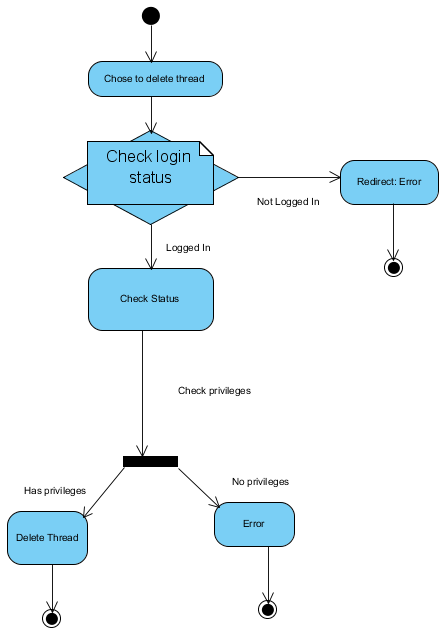 Chose to delete thread
Check login
status
Redirect: Error
Not Logged In
Logged In
Check Status
Check privileges
Has privileges
No privileges
Delete Thread
Error